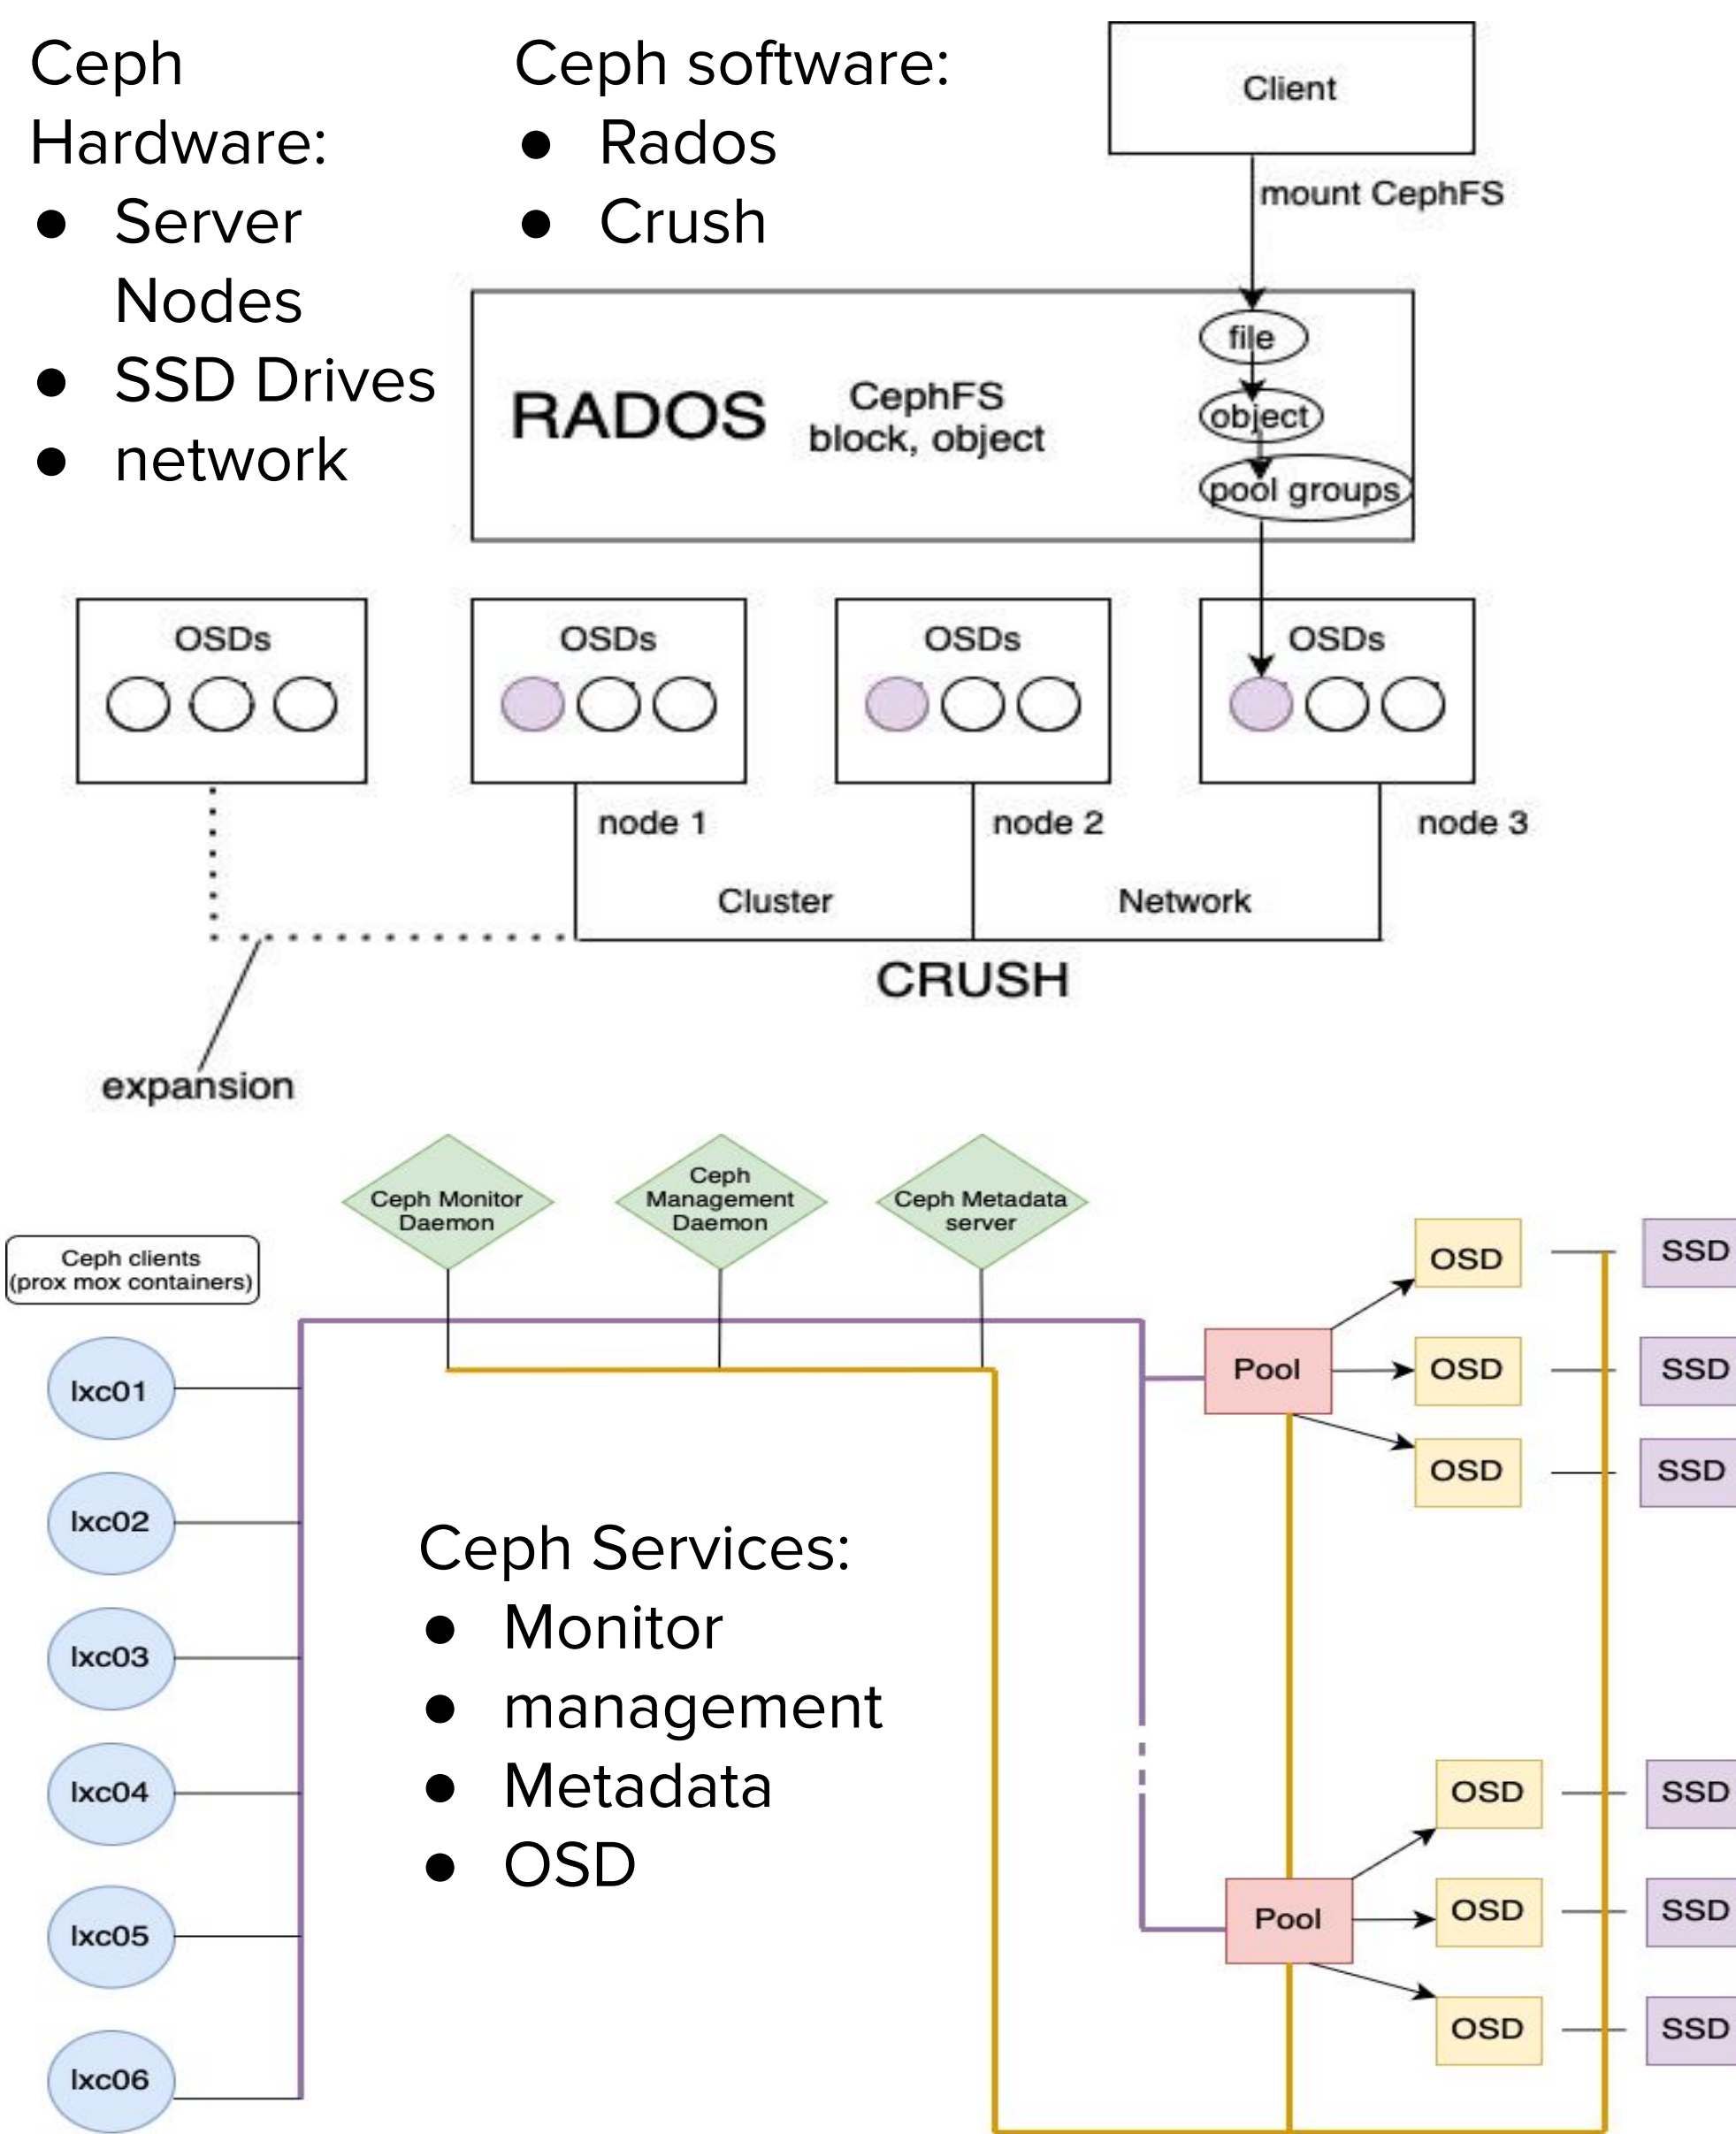 Ceph
Hardware:
● Server
Nodes
● SSD Drives
● network
Ceph software:
● Rados
● Crush
Client
mount CephFS
RADOS
CephFS
block, object
file
object
pool groups
OSDs
OSDs
OSDs
OSDs
node 1
node 2
node 3
Cluster
Network
CRUSH
expansion
Ceph Monitor
Daemon
Ceph
Management
Daemon
Ceph Metadata
server
Ceph clients
(prox mox containers)
lxc01
lxc02
lxc03
lxc04
lxc05
lxc06
Ceph Services:
● Monitor
● management
● Metadata
● OSD
Pool
OSD
SSD
OSD
SSD
OSD
SSD
Pool
OSD
SSD
OSD
SSD
OSD
SSD